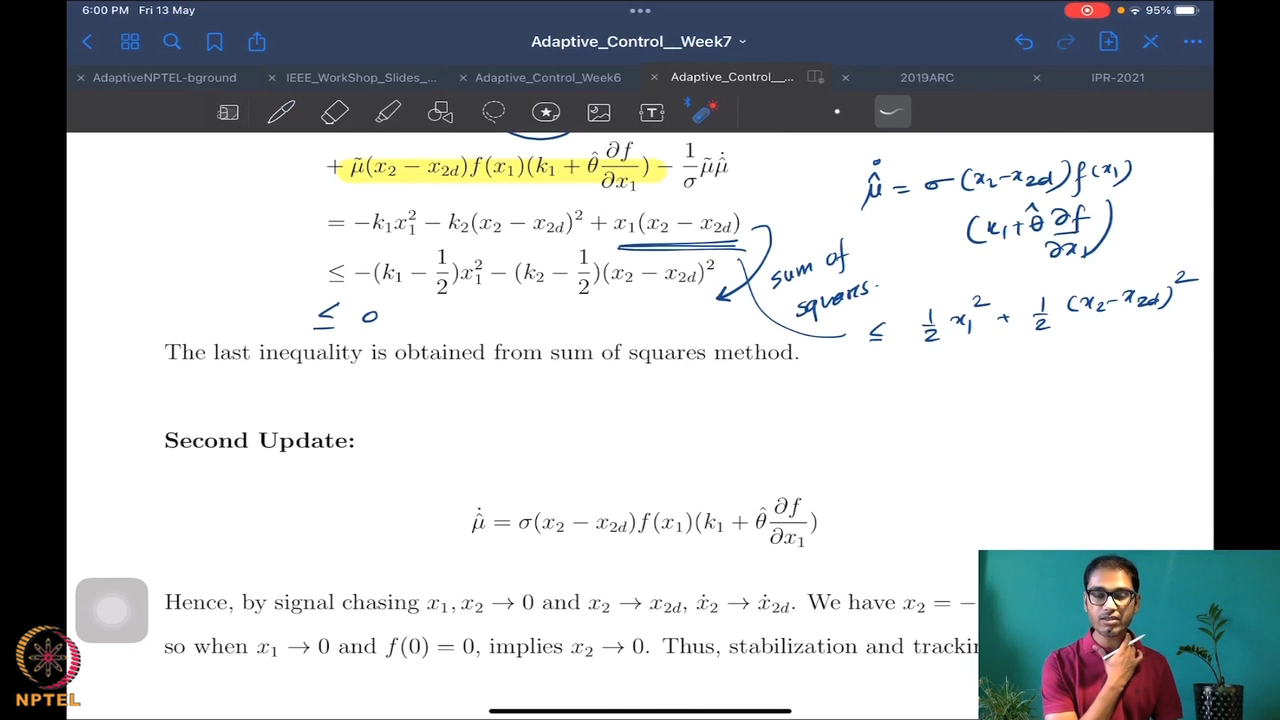 6:00 PM Fri 13 May
95%
Adaptive_Control__Week7
AdaptiveNPTEL-bground
IEEE_WorkShop_Slides_...
Adaptive_Control_Week6
Adaptive_Control__...
2019ARC
IPR-2021
+ μ̃(x₂ − x₂d)f(x₁)(k₁ + θ̂ ∂f/∂x₁) − 1/σ μ̃μ̂̇
= −k₁x₁² − k₂(x₂ − x₂d)² + x₁(x₂ − x₂d)
≤ −(k₁ − 1/2)x₁² − (k₂ − 1/2)(x₂ − x₂d)²
≤ 0
μ̂̇ = σ(x₂−x₂d)f(x₁)
(k₁+θ̂ ∂f/∂x₁)
sum of
squares.
≤ 1/2 x₁² + 1/2 (x₂−x₂d)²
The last inequality is obtained from sum of squares method.
Second Update:
μ̂̇ = σ(x₂ − x₂d)f(x₁)(k₁ + θ̂ ∂f/∂x₁)
Hence, by signal chasing x₁, x₂ → 0 and x₂ → x₂d, ẋ₂ → ẋ₂d. We have x₂ = −
so when x₁ → 0 and f(0) = 0, implies x₂ → 0. Thus, stabilization and tracking
NPTEL